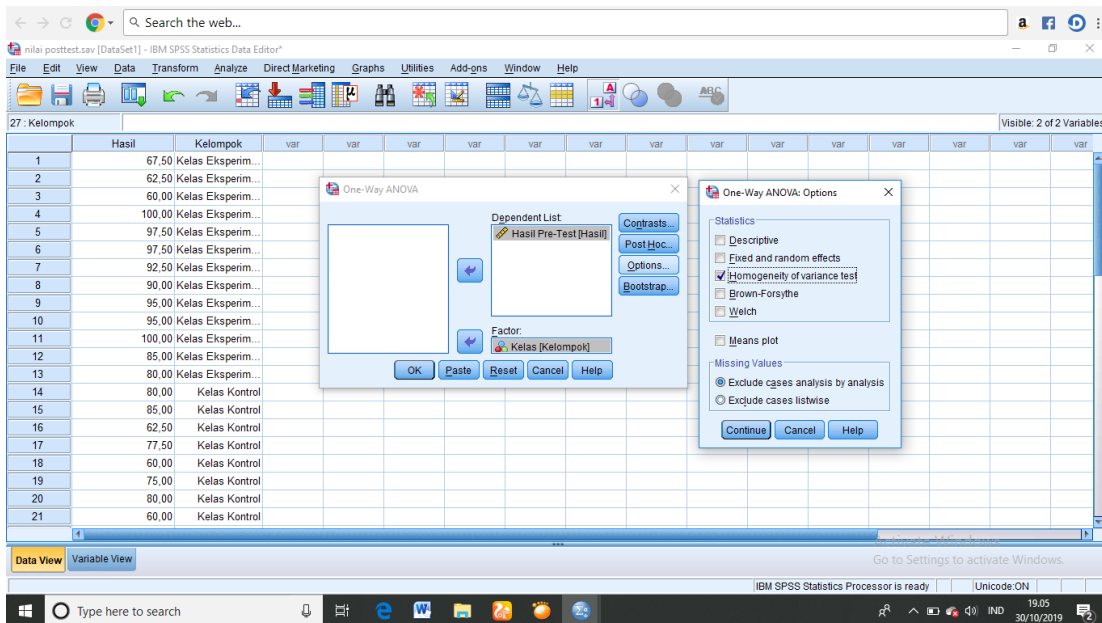 Search the web...
a
nilai posttest.sav [DataSet1] - IBM SPSS Statistics Data Editor*
File Edit View Data Transform Analyze Direct Marketing Graphs Utilities Add-ons Window Help
27 : Kelompok
Visible: 2 of 2 Variables
Hasil Kelompok var var var var var var var var var var var var var var
1 67,50 Kelas Eksperim...
2 62,50 Kelas Eksperim...
3 60,00 Kelas Eksperim...
4 100,00 Kelas Eksperim...
5 97,50 Kelas Eksperim...
6 97,50 Kelas Eksperim...
7 92,50 Kelas Eksperim...
8 90,00 Kelas Eksperim...
9 95,00 Kelas Eksperim...
10 95,00 Kelas Eksperim...
11 100,00 Kelas Eksperim...
12 85,00 Kelas Eksperim...
13 80,00 Kelas Eksperim...
14 80,00 Kelas Kontrol
15 85,00 Kelas Kontrol
16 62,50 Kelas Kontrol
17 77,50 Kelas Kontrol
18 60,00 Kelas Kontrol
19 75,00 Kelas Kontrol
20 80,00 Kelas Kontrol
21 60,00 Kelas Kontrol
One-Way ANOVA
Dependent List:
Hasil Pre-Test [Hasil]
Contrasts...
Post Hoc...
Options...
Bootstrap...
Factor:
Kelas [Kelompok]
OK Paste Reset Cancel Help
One-Way ANOVA: Options
Statistics
Descriptive
Fixed and random effects
Homogeneity of variance test
Brown-Forsythe
Welch
Means plot
Missing Values
Exclude cases analysis by analysis
Exclude cases listwise
Continue Cancel Help
Data View Variable View
Go to Settings to activate Windows.
IBM SPSS Statistics Processor is ready Unicode:ON
Type here to search
IND
19.05
30/10/2019
2